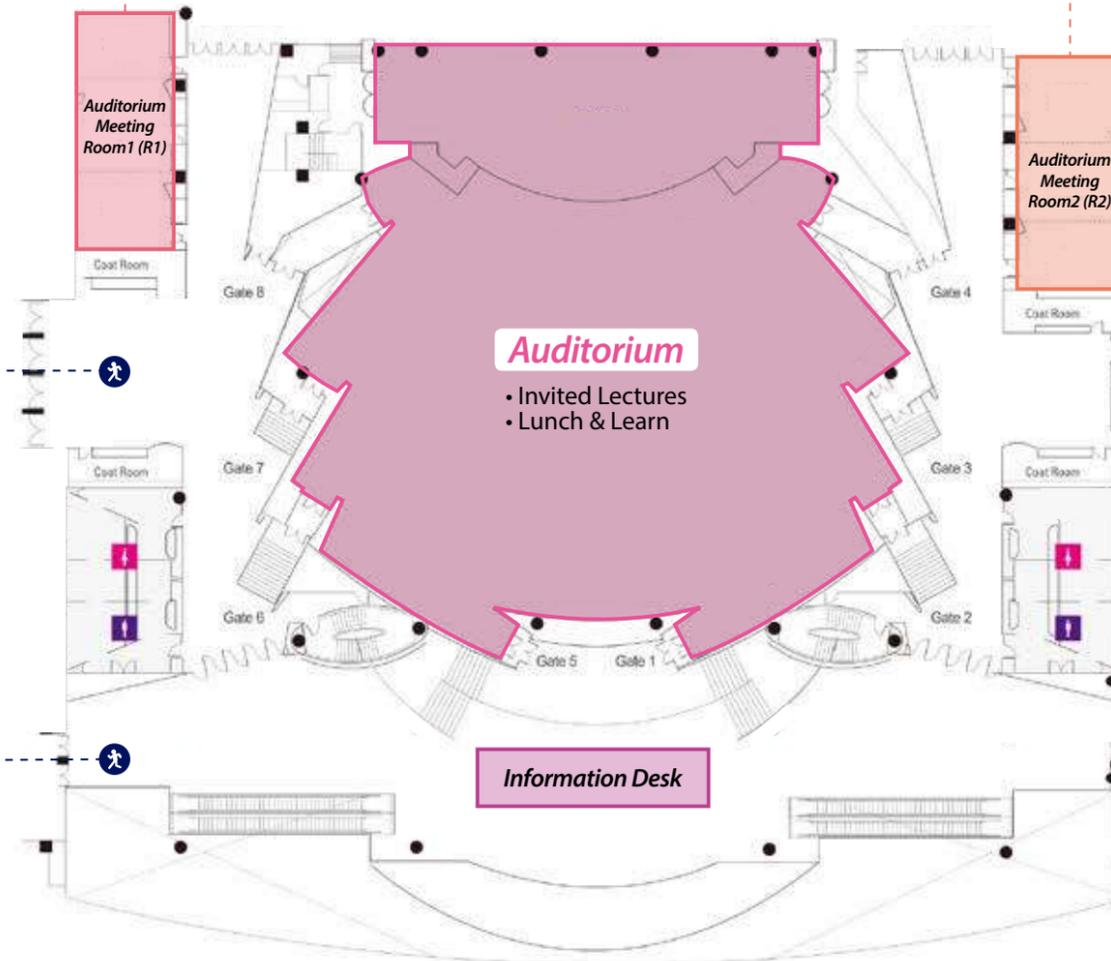 Auditorium
Meeting
Room1 (R1)
Auditorium
Meeting
Room2 (R2)
Coat Room
Gate 8
Gate 4
Coat Room
Auditorium
• Invited Lectures
• Lunch & Learn
Coat Room
Gate 7
Gate 3
Coat Room
Gate 6
Gate 2
Gate 5
Gate 1
Information Desk